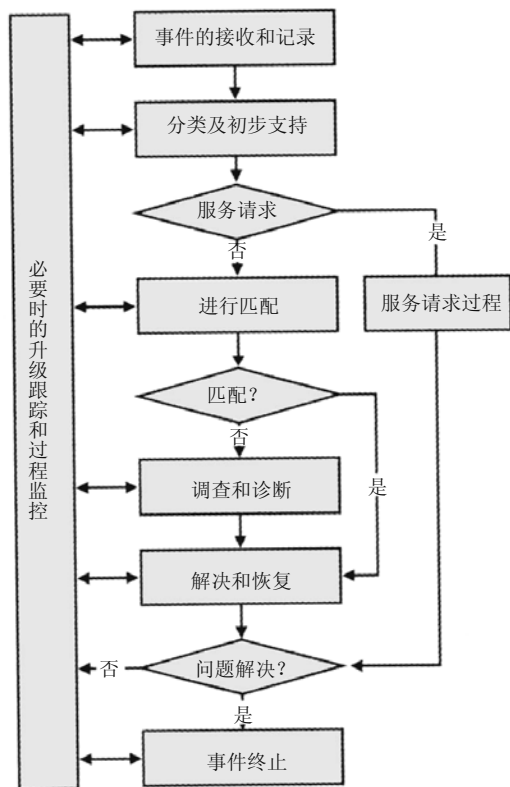 事件的接收和记录
分类及初步支持
服务请求
是
否
必要时的升级跟踪和过程监控
进行匹配
服务请求过程
匹配？
否
是
调查和诊断
解决和恢复
问题解决？
否
是
事件终止